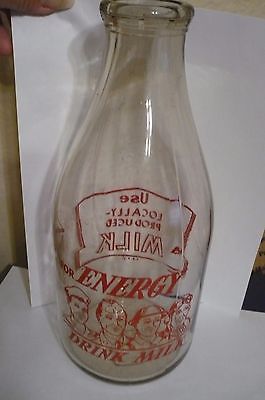 Use
LOCALLY-
PRODUCED
MILK
FOR ENERGY
DRINK MILK